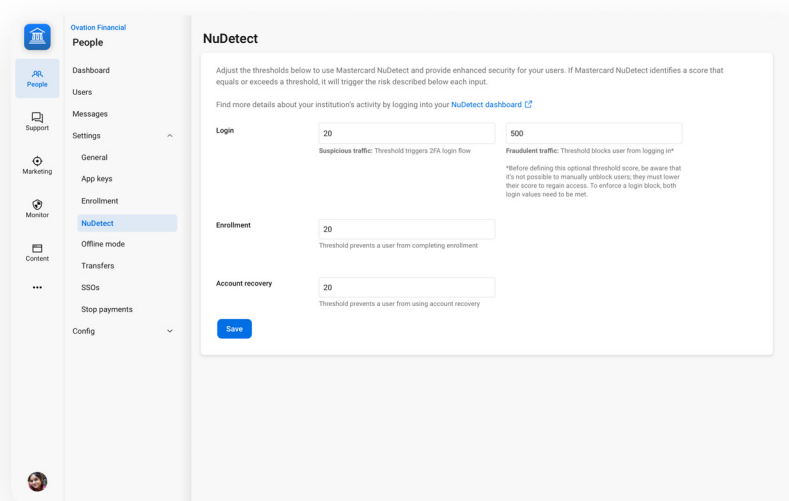 Ovation Financial
People
People
Support
Marketing
Monitor
Content
Dashboard
Users
Messages
Settings
General
App keys
Enrollment
NuDetect
Offline mode
Transfers
SSOs
Stop payments
Config
NuDetect
Adjust the thresholds below to use Mastercard NuDetect and provide enhanced security for your users. If Mastercard NuDetect identifies a score that
equals or exceeds a threshold, it will trigger the risk described below each input.
Find more details about your institution's activity by logging into your NuDetect dashboard
Login
20
Suspicious traffic: Threshold triggers 2FA login flow
500
Fraudulent traffic: Threshold blocks user from logging in*
*Before defining this optional threshold score, be aware that
it's not possible to manually unblock users; they must lower
their score to regain access. To enforce a login block, both
login values need to be met.
Enrollment
20
Threshold prevents a user from completing enrollment
Account recovery
20
Threshold prevents a user from using account recovery
Save